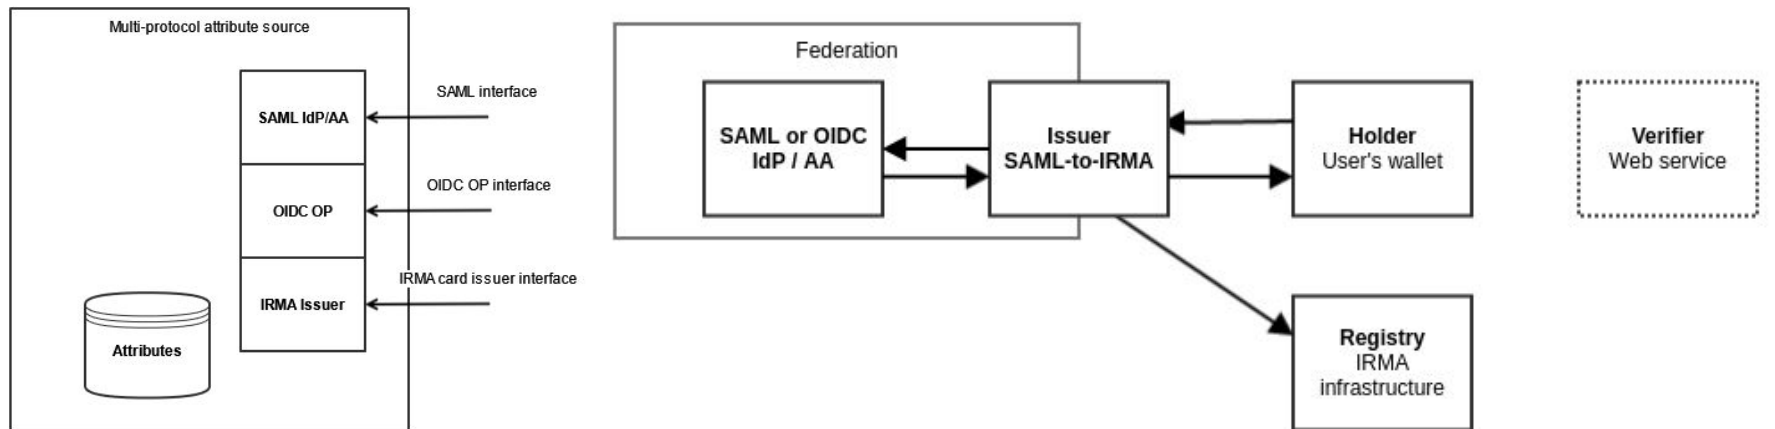 Multi-protocol attribute source
SAML IdP/AA
SAML interface
OIDC OP
OIDC OP interface
IRMA Issuer
IRMA card issuer interface
Attributes
Federation
SAML or OIDC
IdP / AA
Issuer
SAML-to-IRMA
Holder
User's wallet
Verifier
Web service
Registry
IRMA
infrastructure